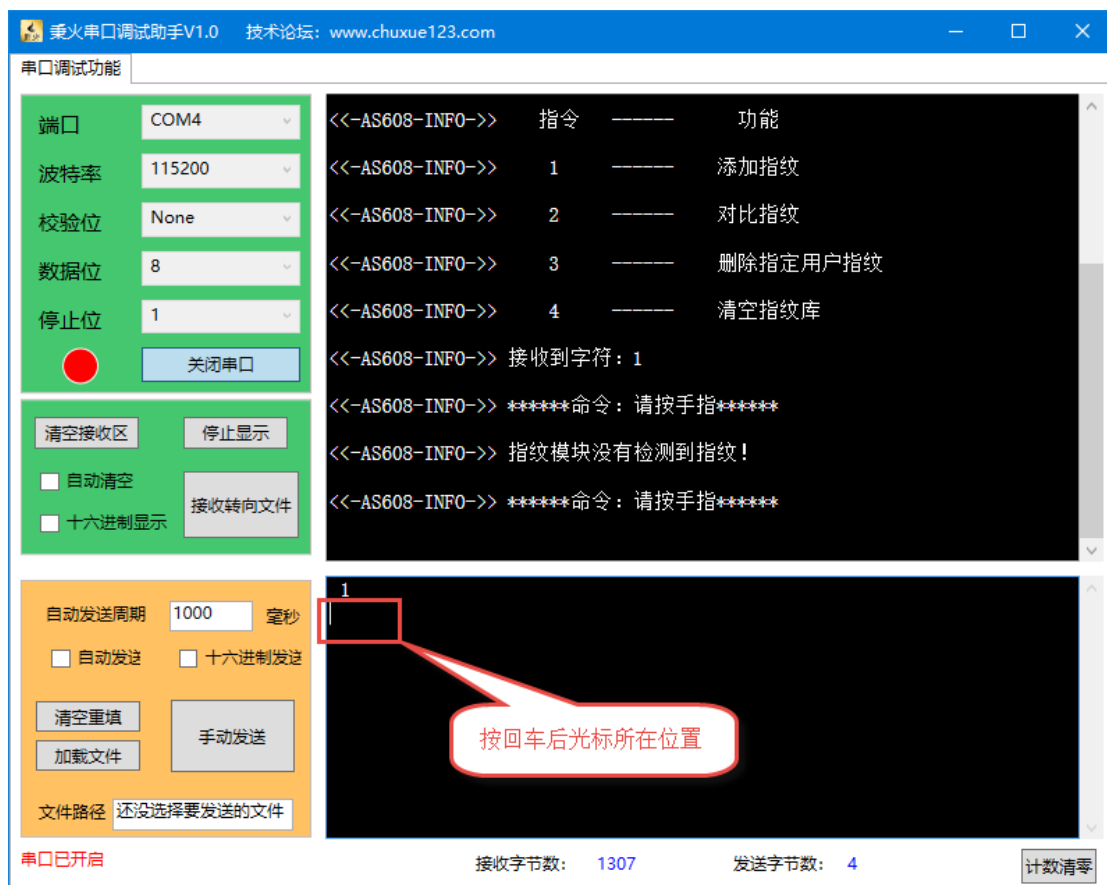 秉火串口调试助手V1.0 技术论坛：www.chuxue123.com
串口调试功能
端口 COM4
波特率 115200
校验位 None
数据位 8
停止位 1
关闭串口
清空接收区 停止显示
自动清空
十六进制显示
接收转向文件
<<-AS608-INFO->> 指令 ------ 功能
<<-AS608-INFO->> 1 ------ 添加指纹
<<-AS608-INFO->> 2 ------ 对比指纹
<<-AS608-INFO->> 3 ------ 删除指定用户指纹
<<-AS608-INFO->> 4 ------ 清空指纹库
<<-AS608-INFO->> 接收到字符：1
<<-AS608-INFO->> ******命令：请按手指******
<<-AS608-INFO->> 指纹模块没有检测到指纹！
<<-AS608-INFO->> ******命令：请按手指******
自动发送周期 1000 毫秒
自动发送 十六进制发送
清空重填
加载文件
手动发送
文件路径 还没选择要发送的文件
1
按回车后光标所在位置
串口已开启 接收字节数： 1307 发送字节数： 4 计数清零